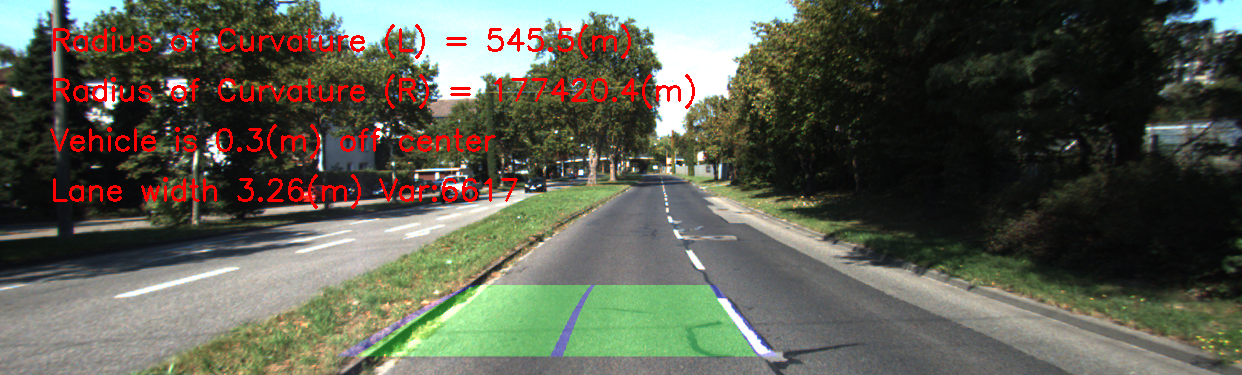 Radius of Curvature (L) = 545.5(m)
Radius of Curvature (R) = 177420.4(m)
Vehicle is 0.3(m) off center
Lane width 3.26(m) Var:6617